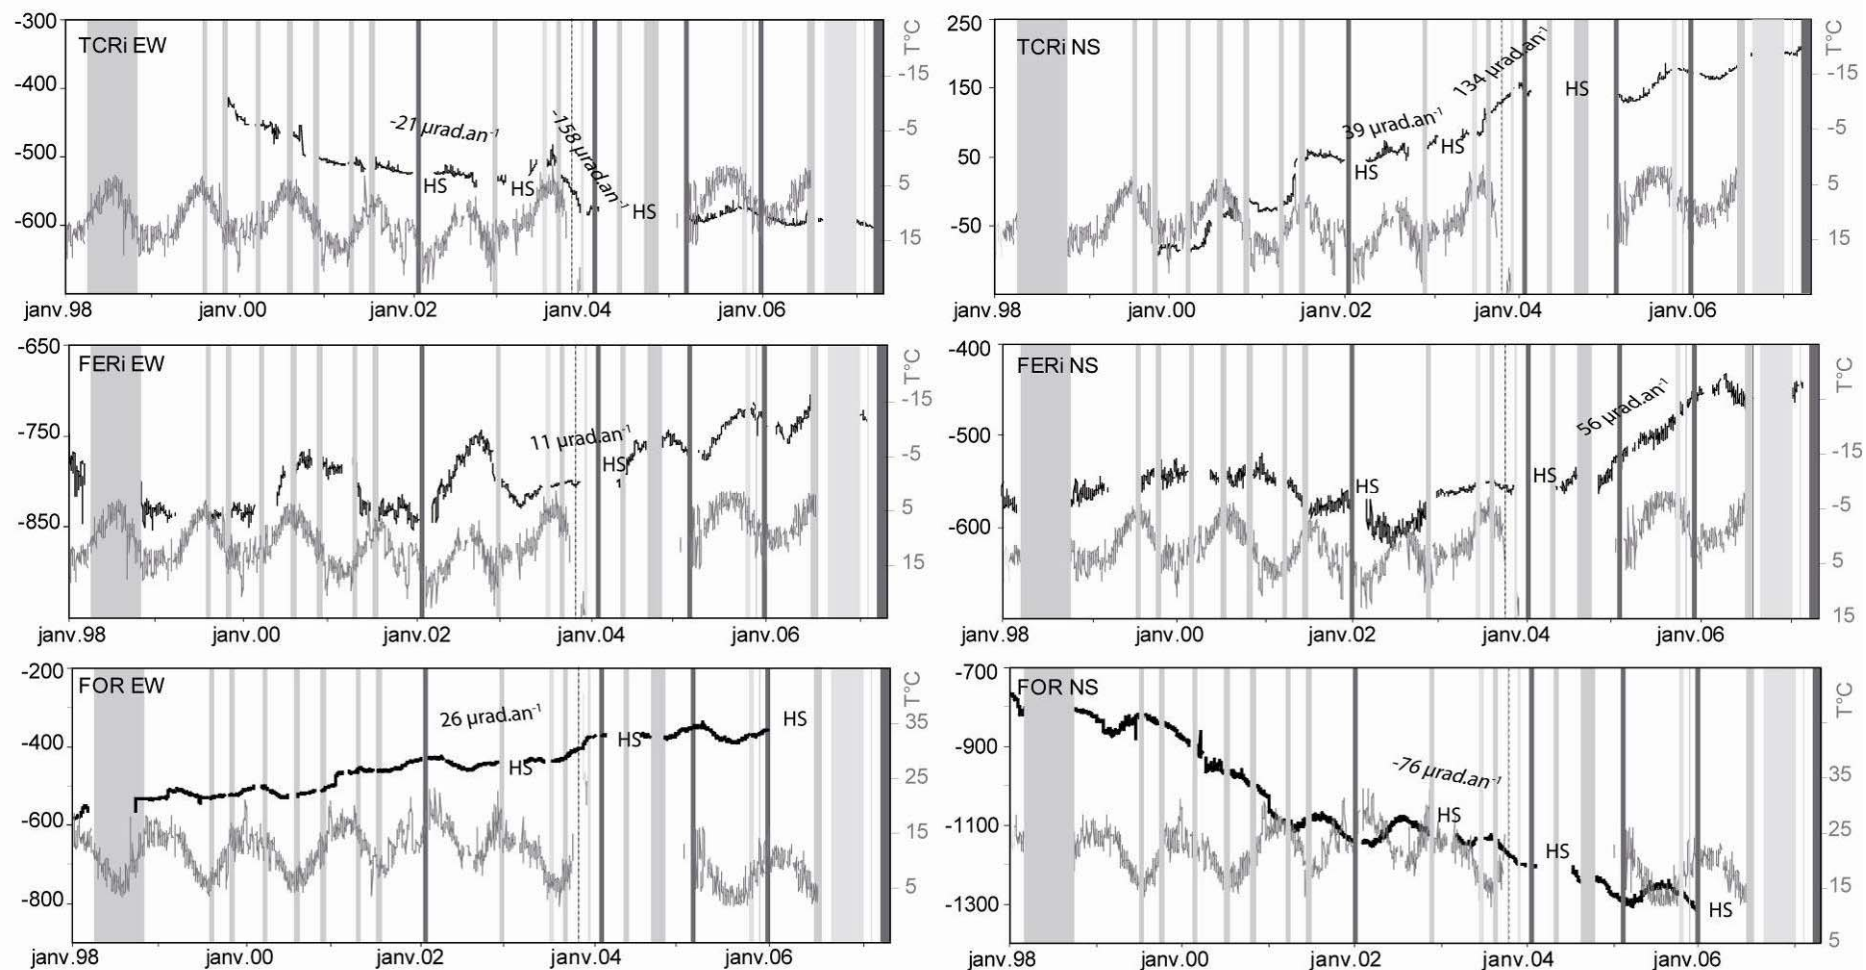 TCRi EW
-300
-400
-500
-600
T°C
-15
-5
5
15
-21 µrad.an-1
-158 µrad.an-1
HS
HS
HS
janv.98
janv.00
janv.02
janv.04
janv.06
TCRi NS
250
150
50
-50
T°C
-15
-5
5
15
39 µrad.an-1
134 µrad.an-1
HS
HS
HS
janv.98
janv.00
janv.02
janv.04
janv.06
FERi EW
-650
-750
-850
T°C
-15
-5
5
15
11 µrad.an-1
HS
janv.98
janv.00
janv.02
janv.04
janv.06
FERi NS
-400
-500
-600
T°C
-15
-5
5
15
56 µrad.an-1
HS
HS
janv.98
janv.00
janv.02
janv.04
janv.06
FOR EW
-200
-400
-600
-800
T°C
35
25
15
5
26 µrad.an-1
HS
HS
HS
janv.98
janv.00
janv.02
janv.04
janv.06
FOR NS
-700
-900
-1100
-1300
T°C
35
25
15
5
-76 µrad.an-1
HS
HS
HS
janv.98
janv.00
janv.02
janv.04
janv.06